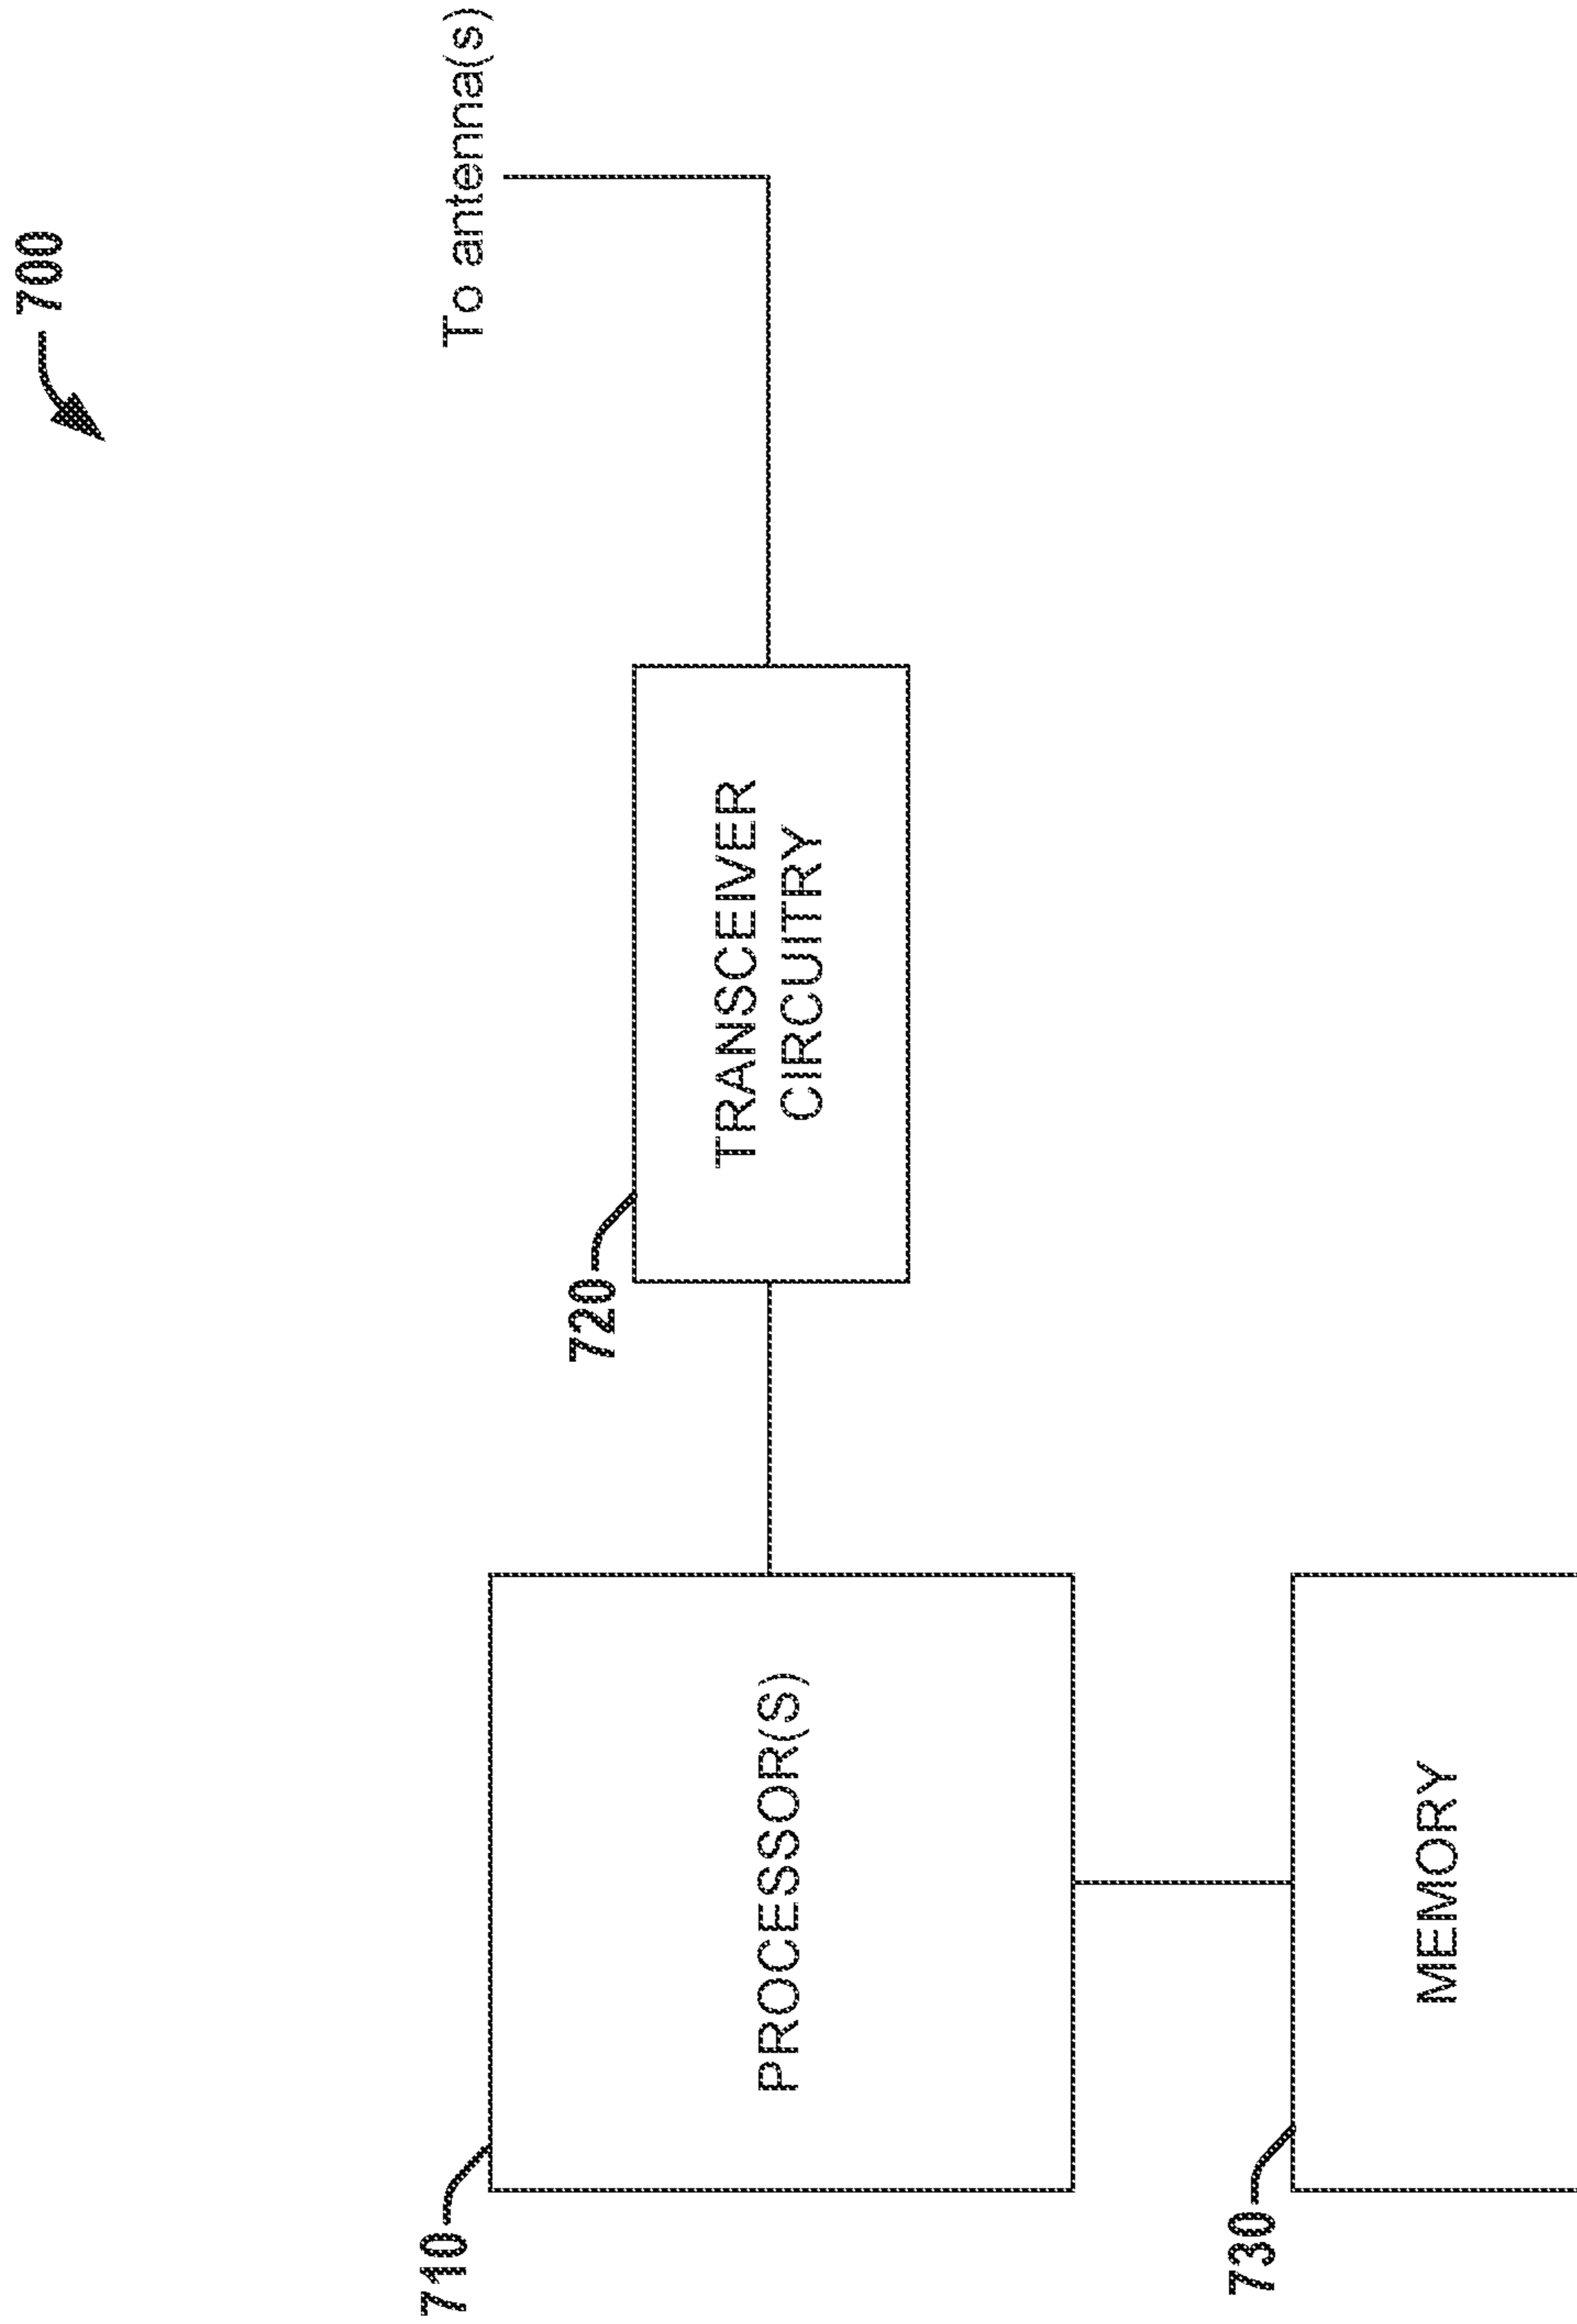 700
To antenna(s)
710
PROCESSOR(S)
720
TRANSCEIVER
CIRCUITRY
730
MEMORY